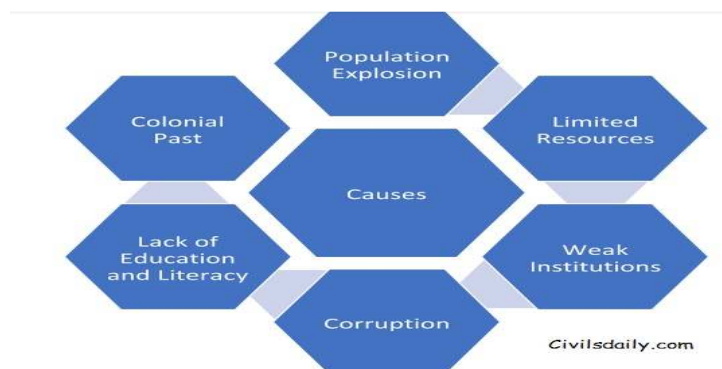 Population
Explosion
Limited
Resources
Weak
Institutions
Corruption
Lack of
Education
and Literacy
Colonial
Past
Causes
Civilsdaily.com